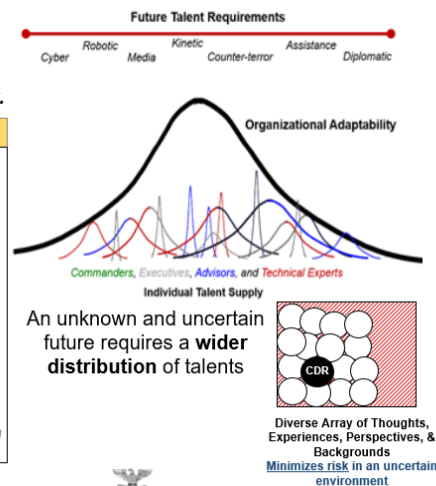 Future Talent Requirements
Cyber
Robotic
Media
Kinetic
Counter-terror
Assistance
Diplomatic
Organizational Adaptability
Commanders, Executives, Advisors, and Technical Experts
Individual Talent Supply
An unknown and uncertain
future requires a wider
distribution of talents
CDR
Diverse Array of Thoughts,
Experiences, Perspectives, &
Backgrounds
Minimizes risk in an uncertain
environment